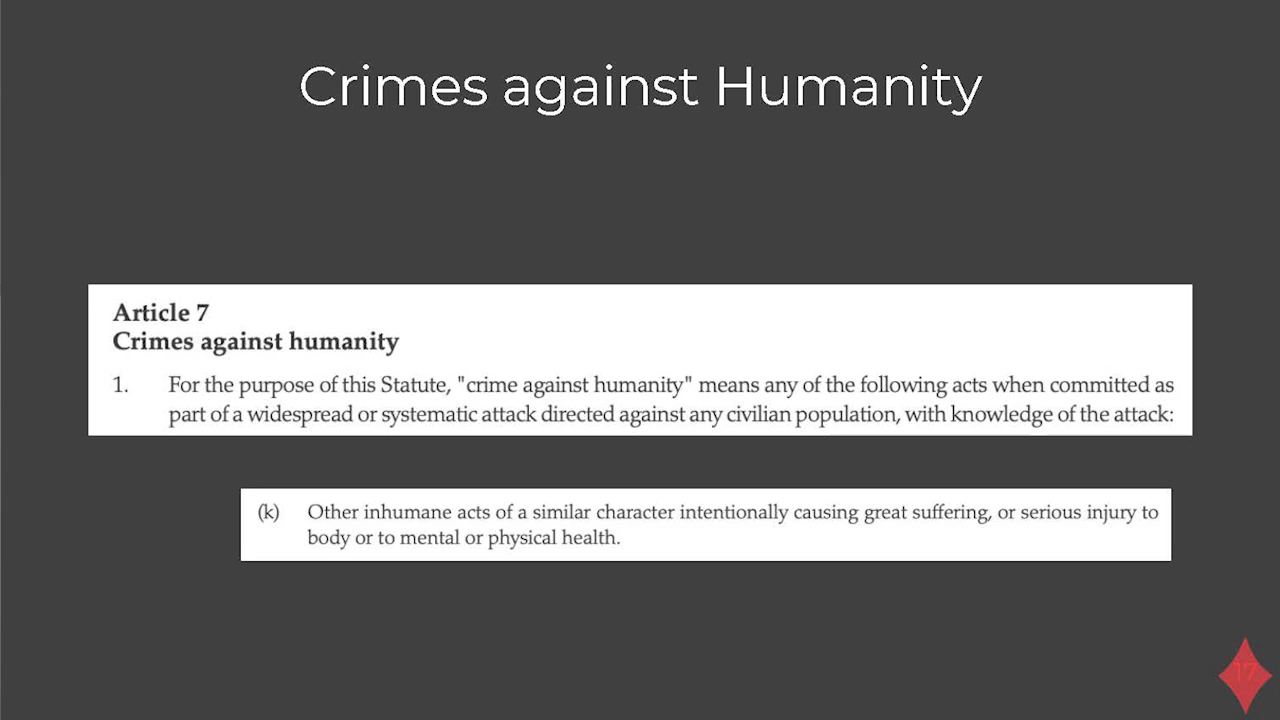 Crimes against Humanity
Article 7
Crimes against humanity
1. For the purpose of this Statute, "crime against humanity" means any of the following acts when committed as
part of a widespread or systematic attack directed against any civilian population, with knowledge of the attack:
(k) Other inhumane acts of a similar character intentionally causing great suffering, or serious injury to
body or to mental or physical health.
17